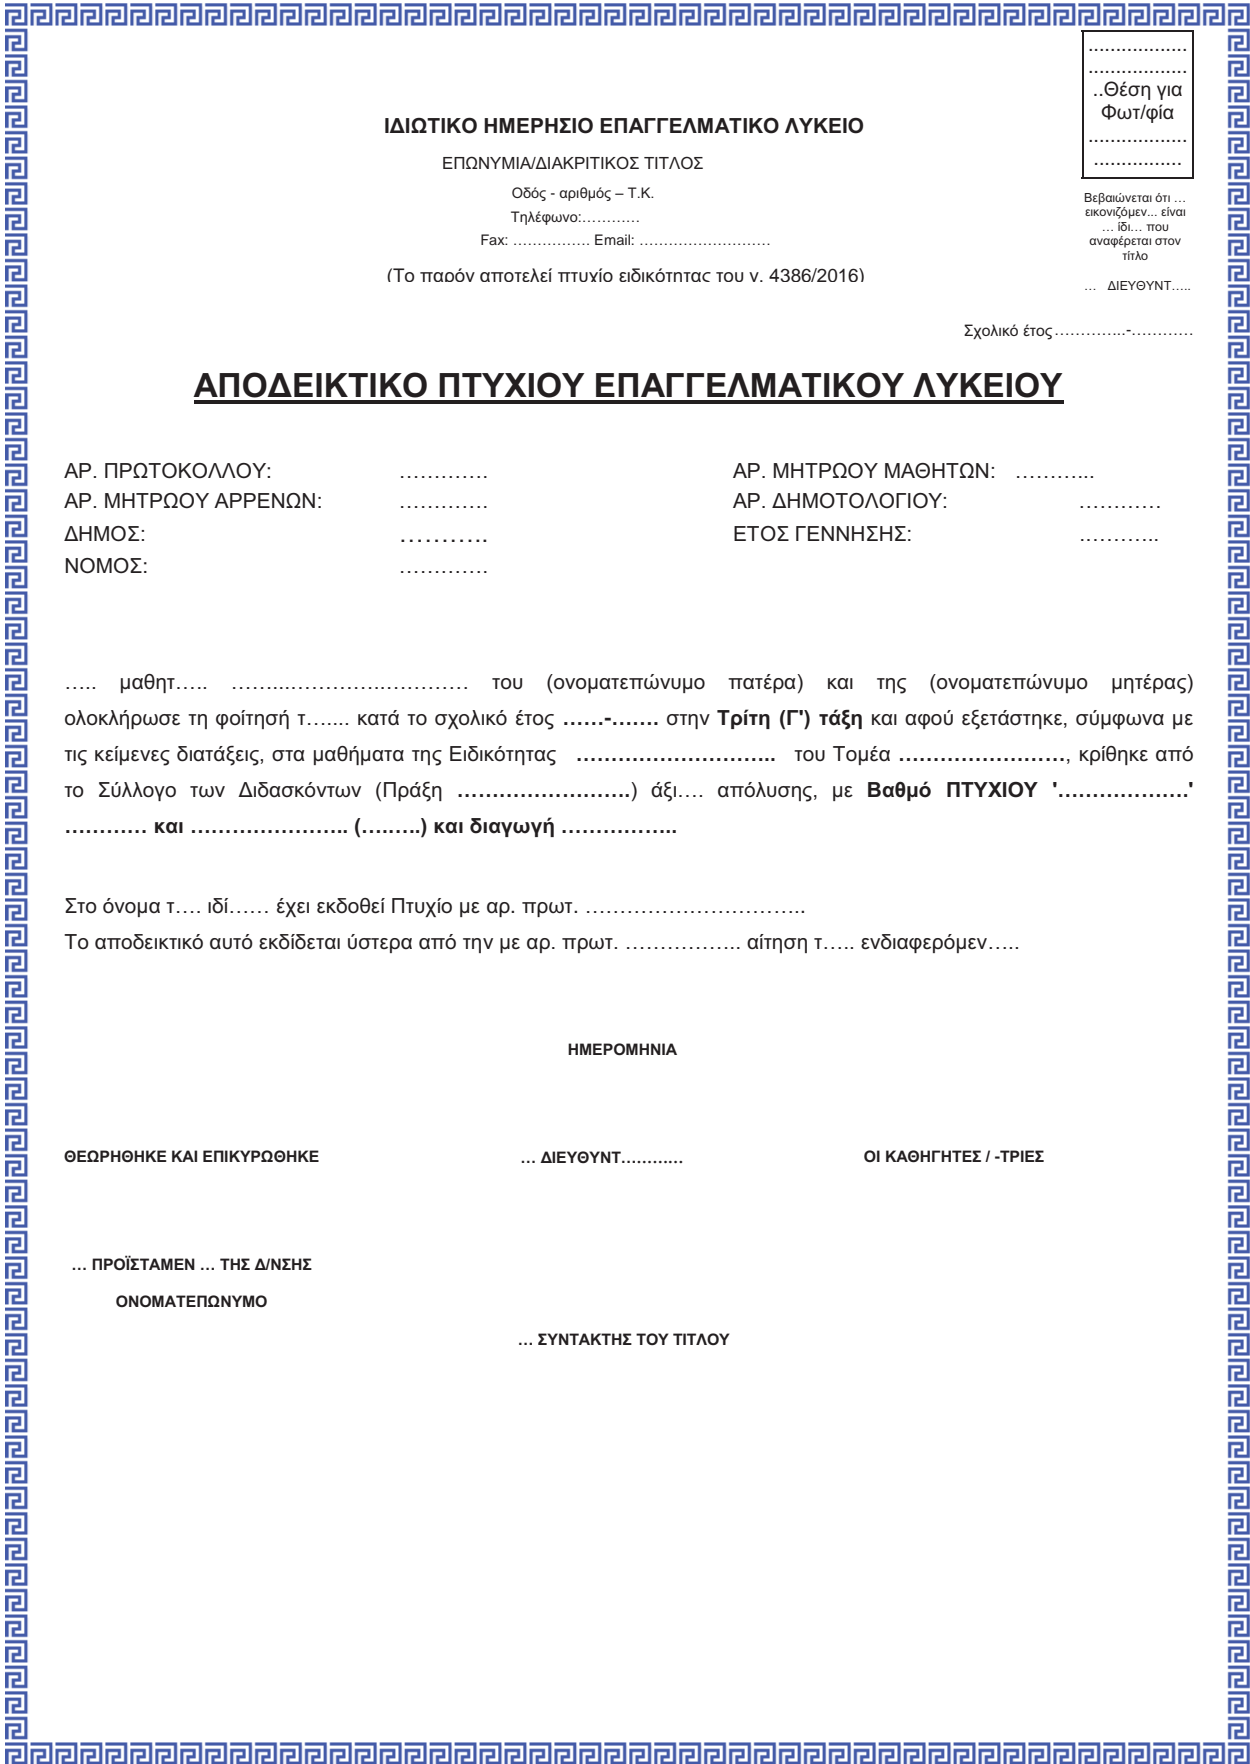 ..................
..................
..Θέση για
Φωτ/φία
..................
................
ΙΔΙΩΤΙΚΟ ΗΜΕΡΗΣΙΟ ΕΠΑΓΓΕΛΜΑΤΙΚΟ ΛΥΚΕΙΟ
ΕΠΩΝΥΜΙΑ/ΔΙΑΚΡΙΤΙΚΟΣ ΤΙΤΛΟΣ
Οδός - αριθμός – Τ.Κ.
Τηλέφωνο:…………
Fax: ……………. Email: ………………………
(Το παρόν αποτελεί πτυχίο ειδικότητας του ν. 4386/2016)
Βεβαιώνεται ότι …
εικονιζόμεν... είναι
… ίδι… που
αναφέρεται στον
τίτλο
… ΔΙΕΥΘΥΝΤ…..
Σχολικό έτος…………..-…………
ΑΠΟΔΕΙΚΤΙΚΟ ΠΤΥΧΙΟΥ ΕΠΑΓΓΕΛΜΑΤΙΚΟΥ ΛΥΚΕΙΟΥ
ΑΡ. ΠΡΩΤΟΚΟΛΛΟΥ: …………. ΑΡ. ΜΗΤΡΩΟΥ ΜΑΘΗΤΩΝ: ………...
ΑΡ. ΜΗΤΡΩΟΥ ΑΡΡΕΝΩΝ: …………. ΑΡ. ΔΗΜΟΤΟΛΟΓΙΟΥ: …………
ΔΗΜΟΣ: ……….. ΕΤΟΣ ΓΕΝΝΗΣΗΣ: ………..
ΝΟΜΟΣ: ………….
….. μαθητ….. ……...………….………… του (ονοματεπώνυμο πατέρα) και της (ονοματεπώνυμο μητέρας)
ολοκλήρωσε τη φοίτησή τ….... κατά το σχολικό έτος ……-……. στην Τρίτη (Γ') τάξη και αφού εξετάστηκε, σύμφωνα με
τις κείμενες διατάξεις, στα μαθήματα της Ειδικότητας ……………………….. του Τομέα ……………………, κρίθηκε από
το Σύλλογο των Διδασκόντων (Πράξη …………………….) άξι…. απόλυσης, με Βαθμό ΠΤΥΧΙΟΥ '……………….'
………… και ………………….. (….…..) και διαγωγή ……………..
Στο όνομα τ…. ιδί…… έχει εκδοθεί Πτυχίο με αρ. πρωτ. …………………………..
Το αποδεικτικό αυτό εκδίδεται ύστερα από την με αρ. πρωτ. …………….. αίτηση τ….. ενδιαφερόμεν…..
ΗΜΕΡΟΜΗΝΙΑ
ΘΕΩΡΗΘΗΚΕ ΚΑΙ ΕΠΙΚΥΡΩΘΗΚΕ … ΔΙΕΥΘΥΝΤ………… ΟΙ ΚΑΘΗΓΗΤΕΣ / -ΤΡΙΕΣ
… ΠΡΟΪΣΤΑΜΕΝ … ΤΗΣ Δ/ΝΣΗΣ
ΟΝΟΜΑΤΕΠΩΝΥΜΟ
… ΣΥΝΤΑΚΤΗΣ ΤΟΥ ΤΙΤΛΟΥ